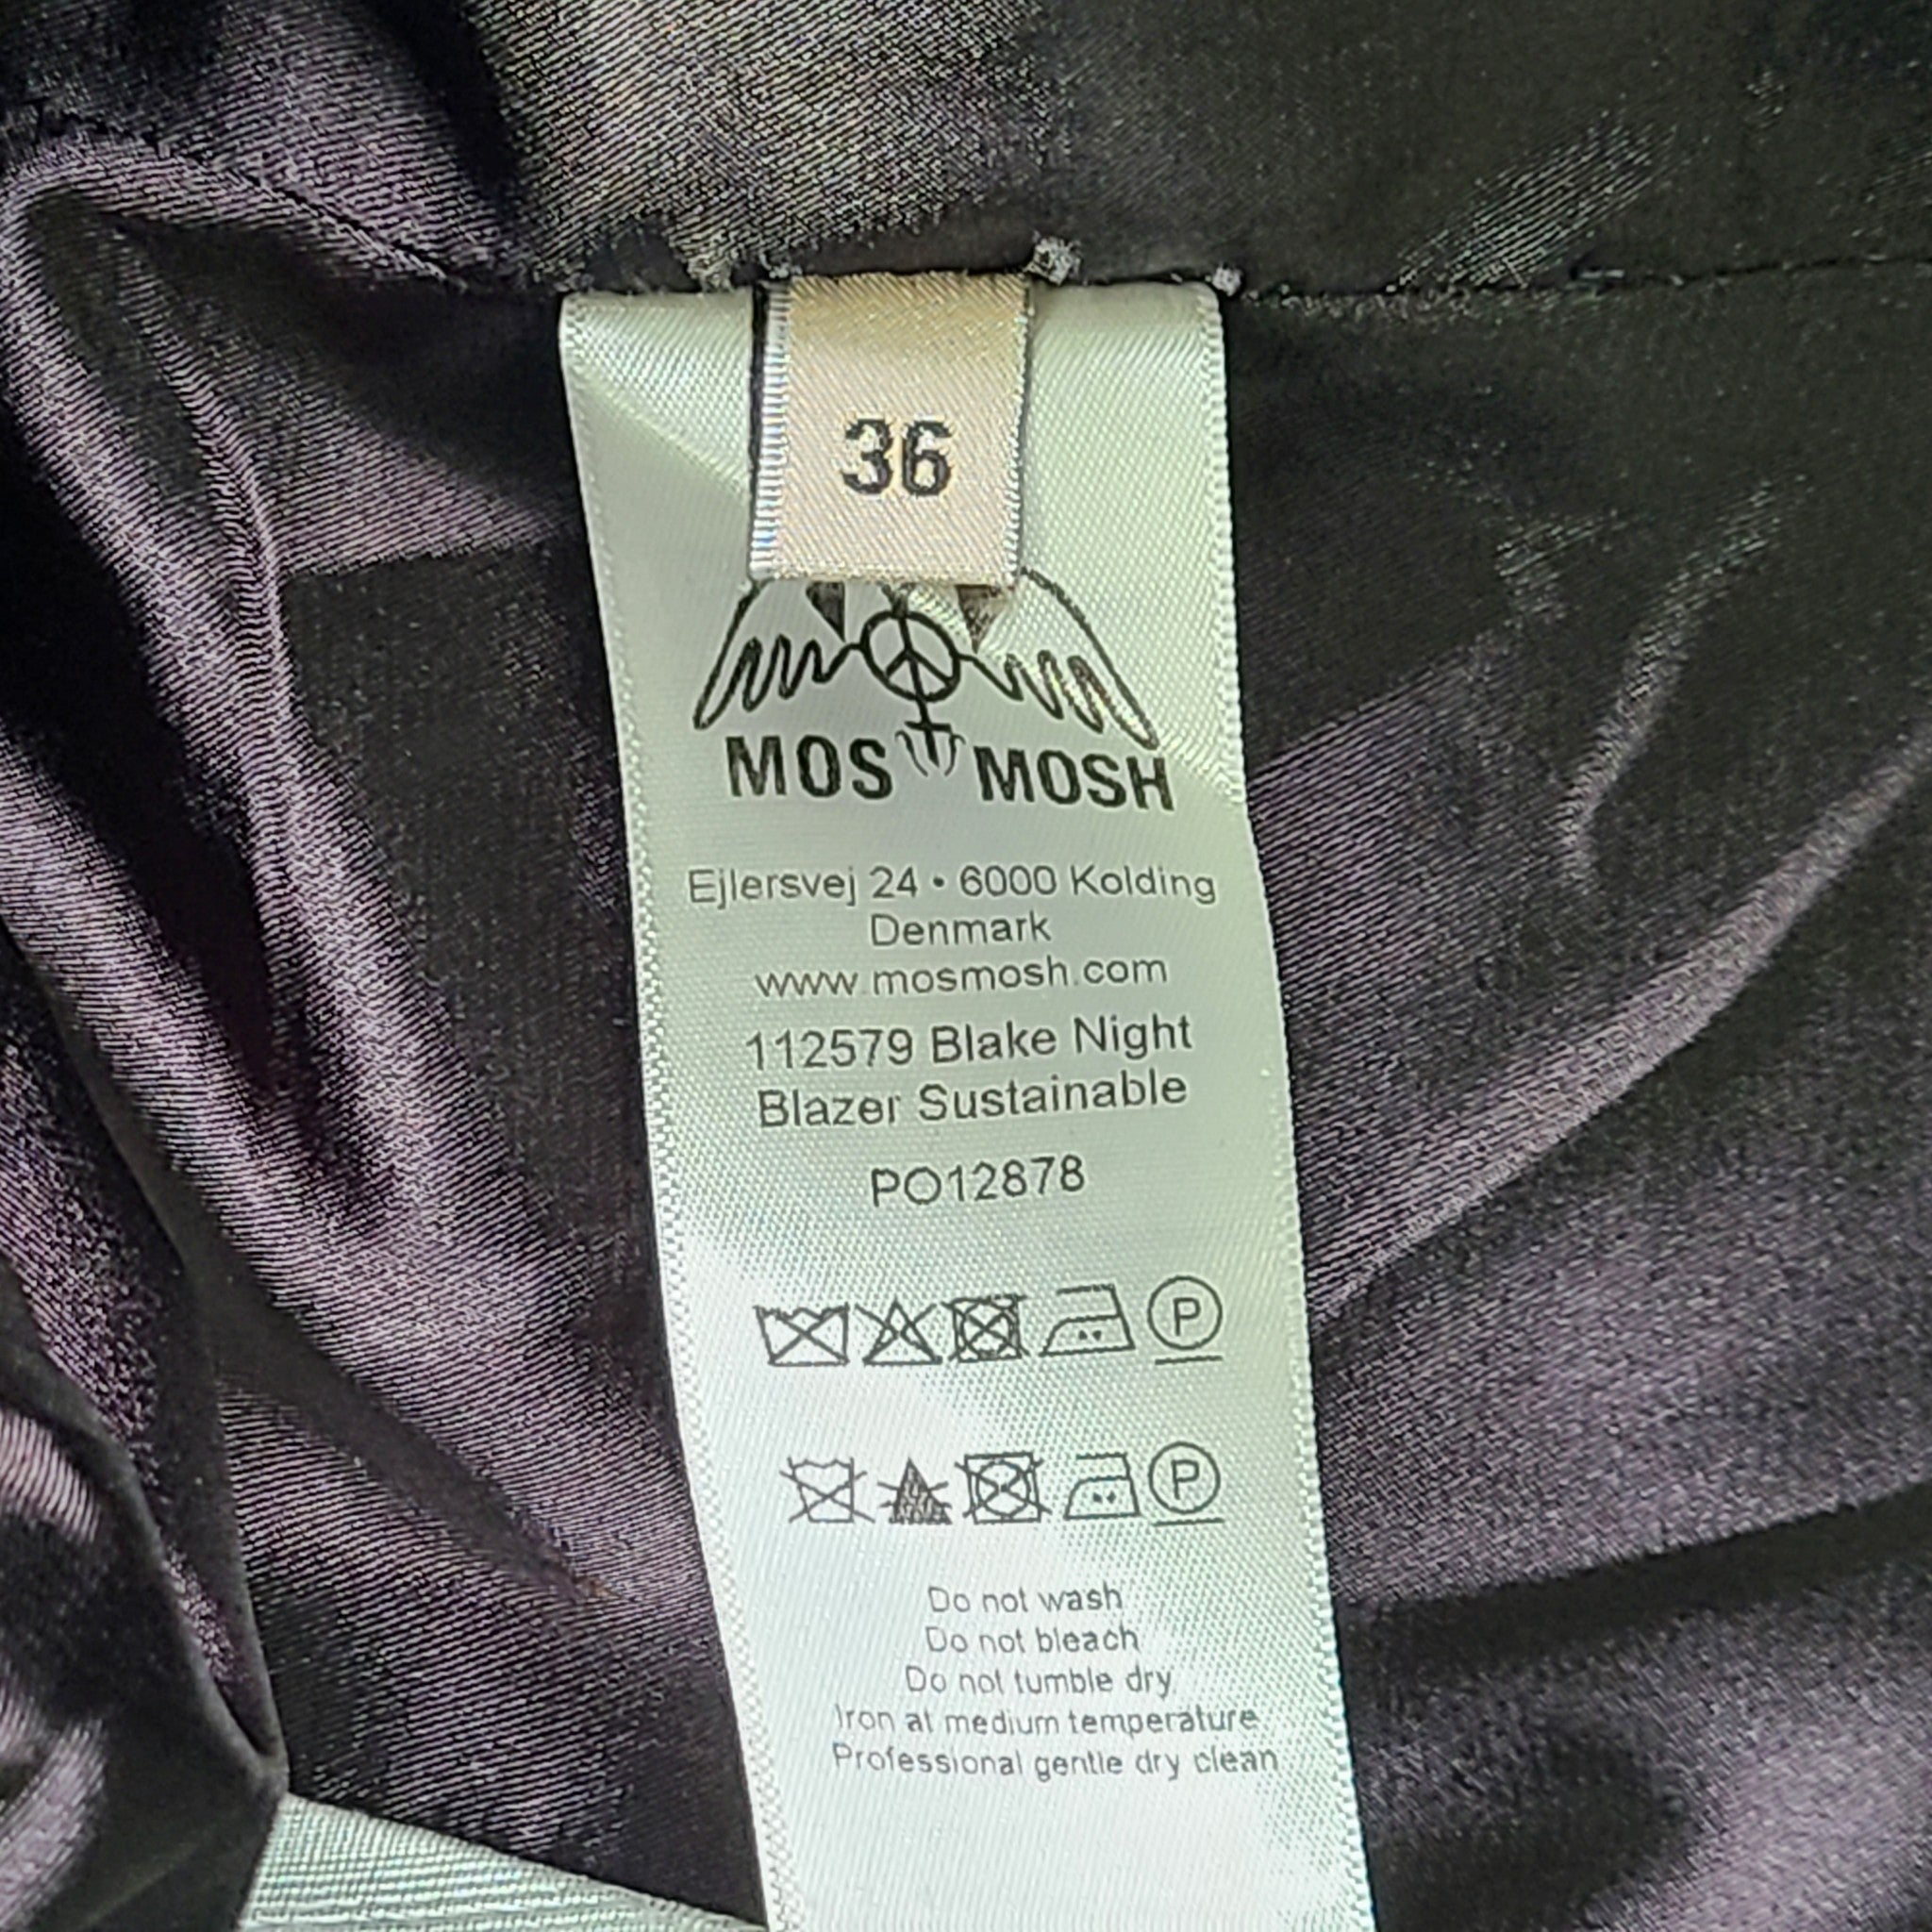 36
MOS MOSH
Ejlersvej 24 • 6000 Kolding
Denmark
www.mosmosh.com
112579 Blake Night
Blazer Sustainable
PO12878
P
P
Do not wash
Do not bleach
Do not tumble dry
Iron at medium temperature
Professional gentle dry clean